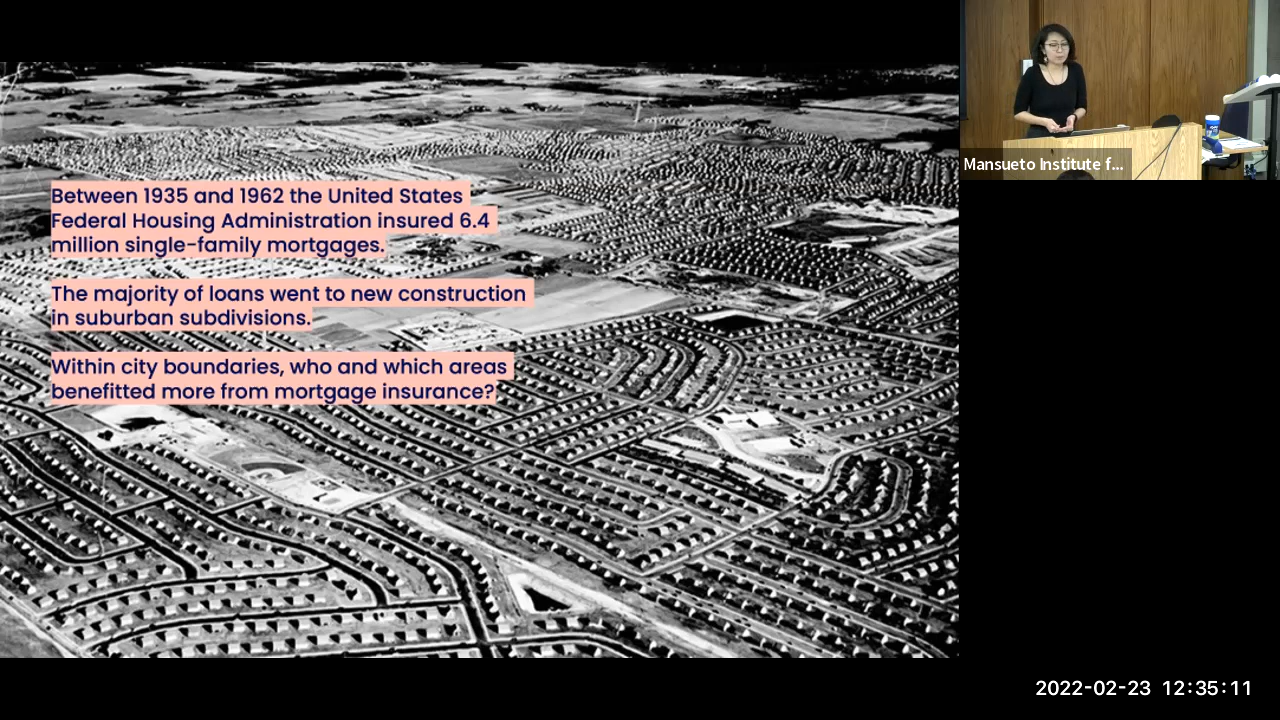 Between 1935 and 1962 the United States
Federal Housing Administration insured 6.4
million single-family mortgages.
The majority of loans went to new construction
in suburban subdivisions.
Within city boundaries, who and which areas
benefitted more from mortgage insurance?
Mansueto Institute f...
2022-02-23 12:35:11